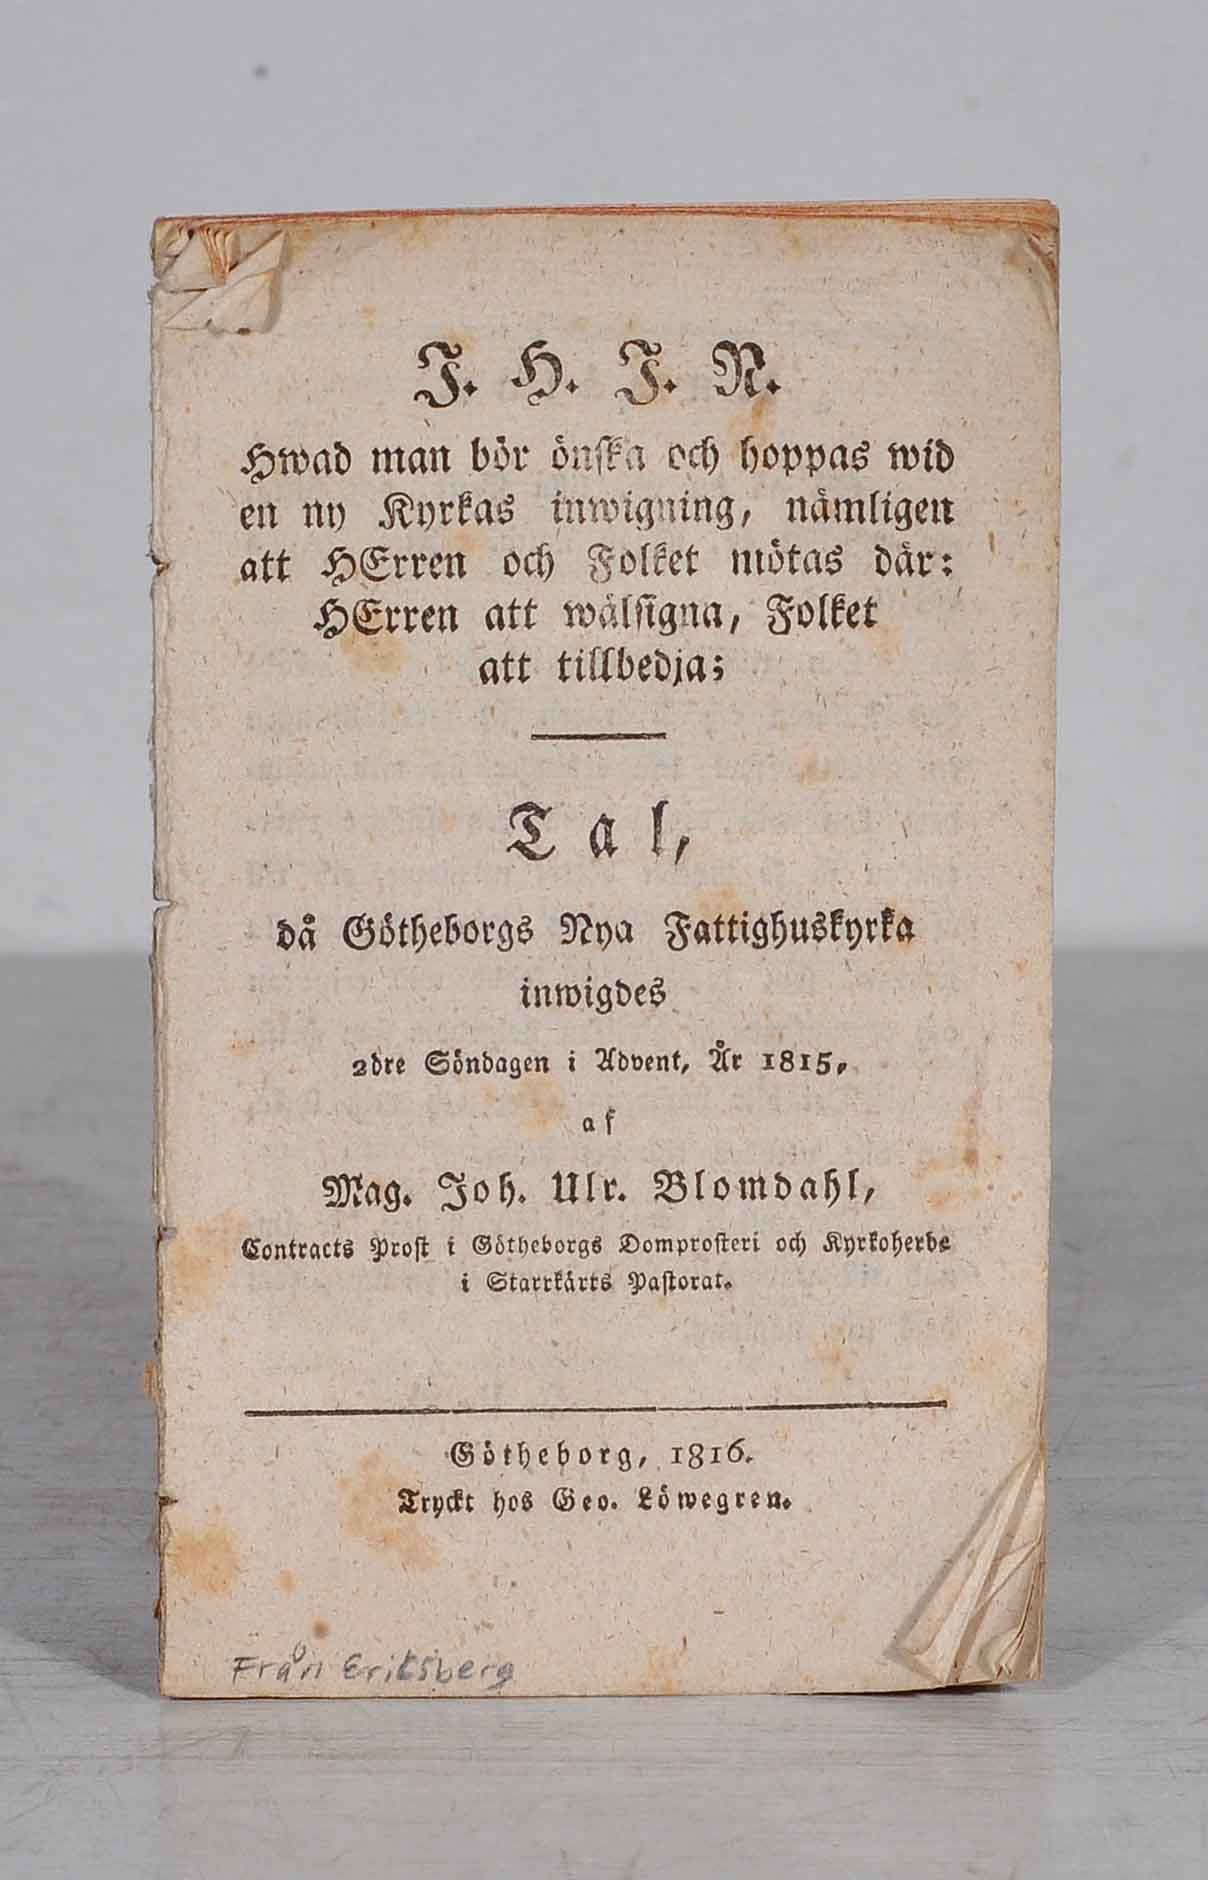 J. H. J. N.
Hwad man bör önska och hoppas wid
en ny Kyrkas inwigning, nämligen
att HErren och Folket mötas där:
HErren att wälsigna, Folket
att tillbedja;
Tal,
då Götheborgs Nya Fattighuskyrka
inwigdes
2dre Söndagen i Advent, År 1815,
af
Mag. Joh. Ulr. Blomdahl,
Contracts Prost i Götheborgs Domprosteri och Kyrkoherde
i Starrkärrs Pastorat.
Götheborg, 1816.
Tryckt hos Geo. Löwegren.
Från Eriksberg